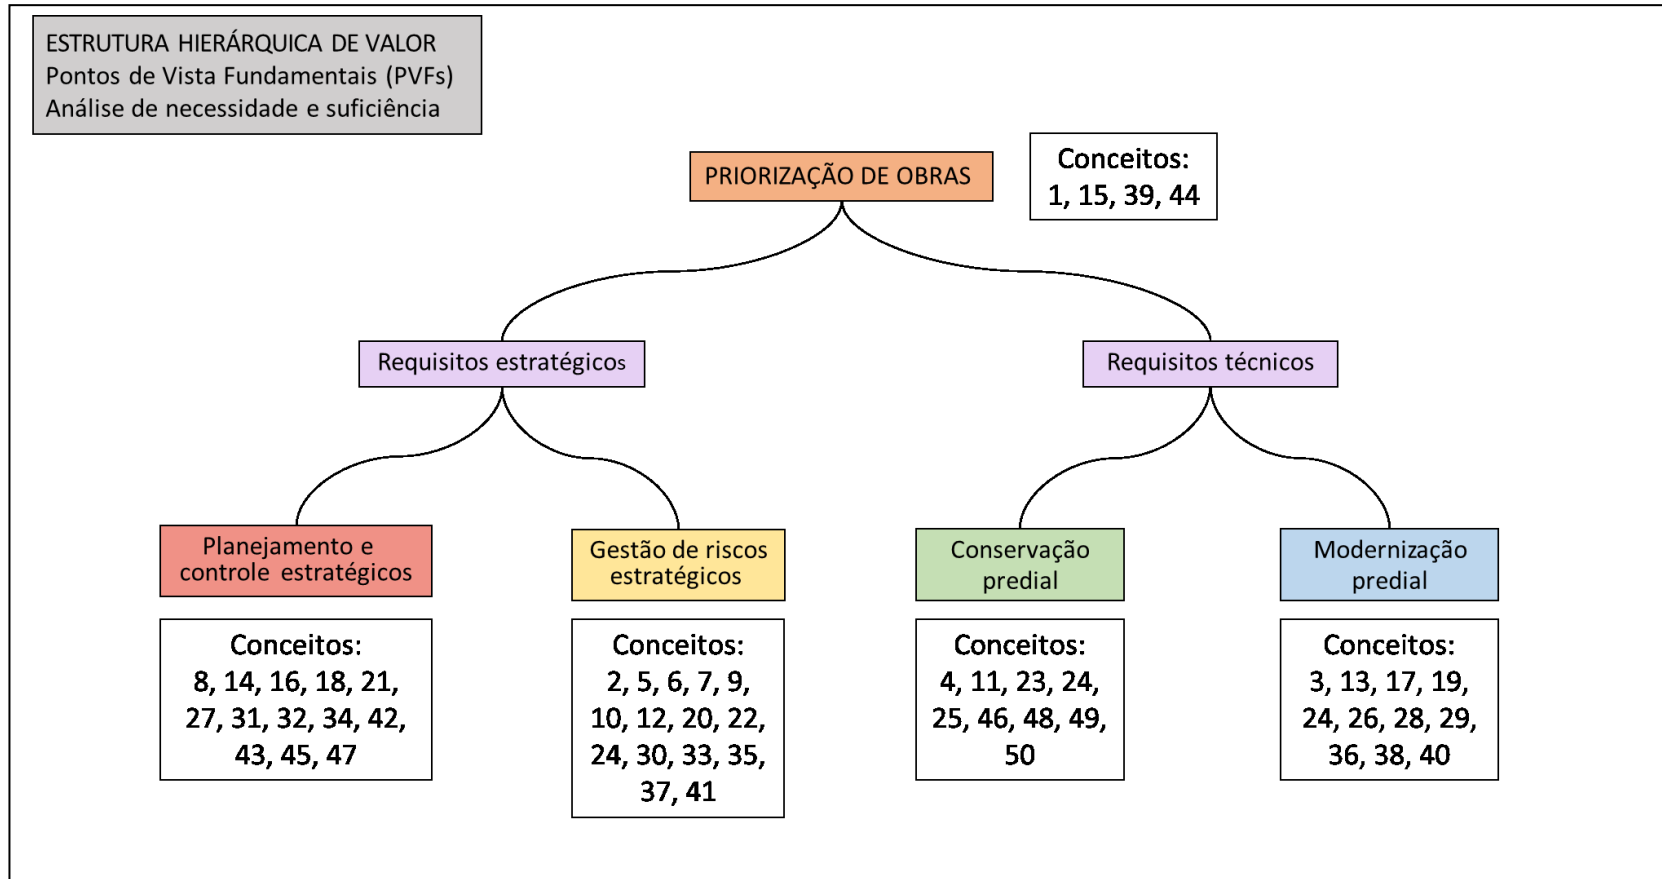 ESTRUTURA HIERÁRQUICA DE VALOR
Pontos de Vista Fundamentais (PVFs)
Análise de necessidade e suficiência
PRIORIZAÇÃO DE OBRAS
Conceitos:
1, 15, 39, 44
Requisitos estratégicos
Requisitos técnicos
Planejamento e
controle estratégicos
Gestão de riscos
estratégicos
Conservação
predial
Modernização
predial
Conceitos:
8, 14, 16, 18, 21,
27, 31, 32, 34, 42,
43, 45, 47
Conceitos:
2, 5, 6, 7, 9,
10, 12, 20, 22,
24, 30, 33, 35,
37, 41
Conceitos:
4, 11, 23, 24,
25, 46, 48, 49,
50
Conceitos:
3, 13, 17, 19,
24, 26, 28, 29,
36, 38, 40